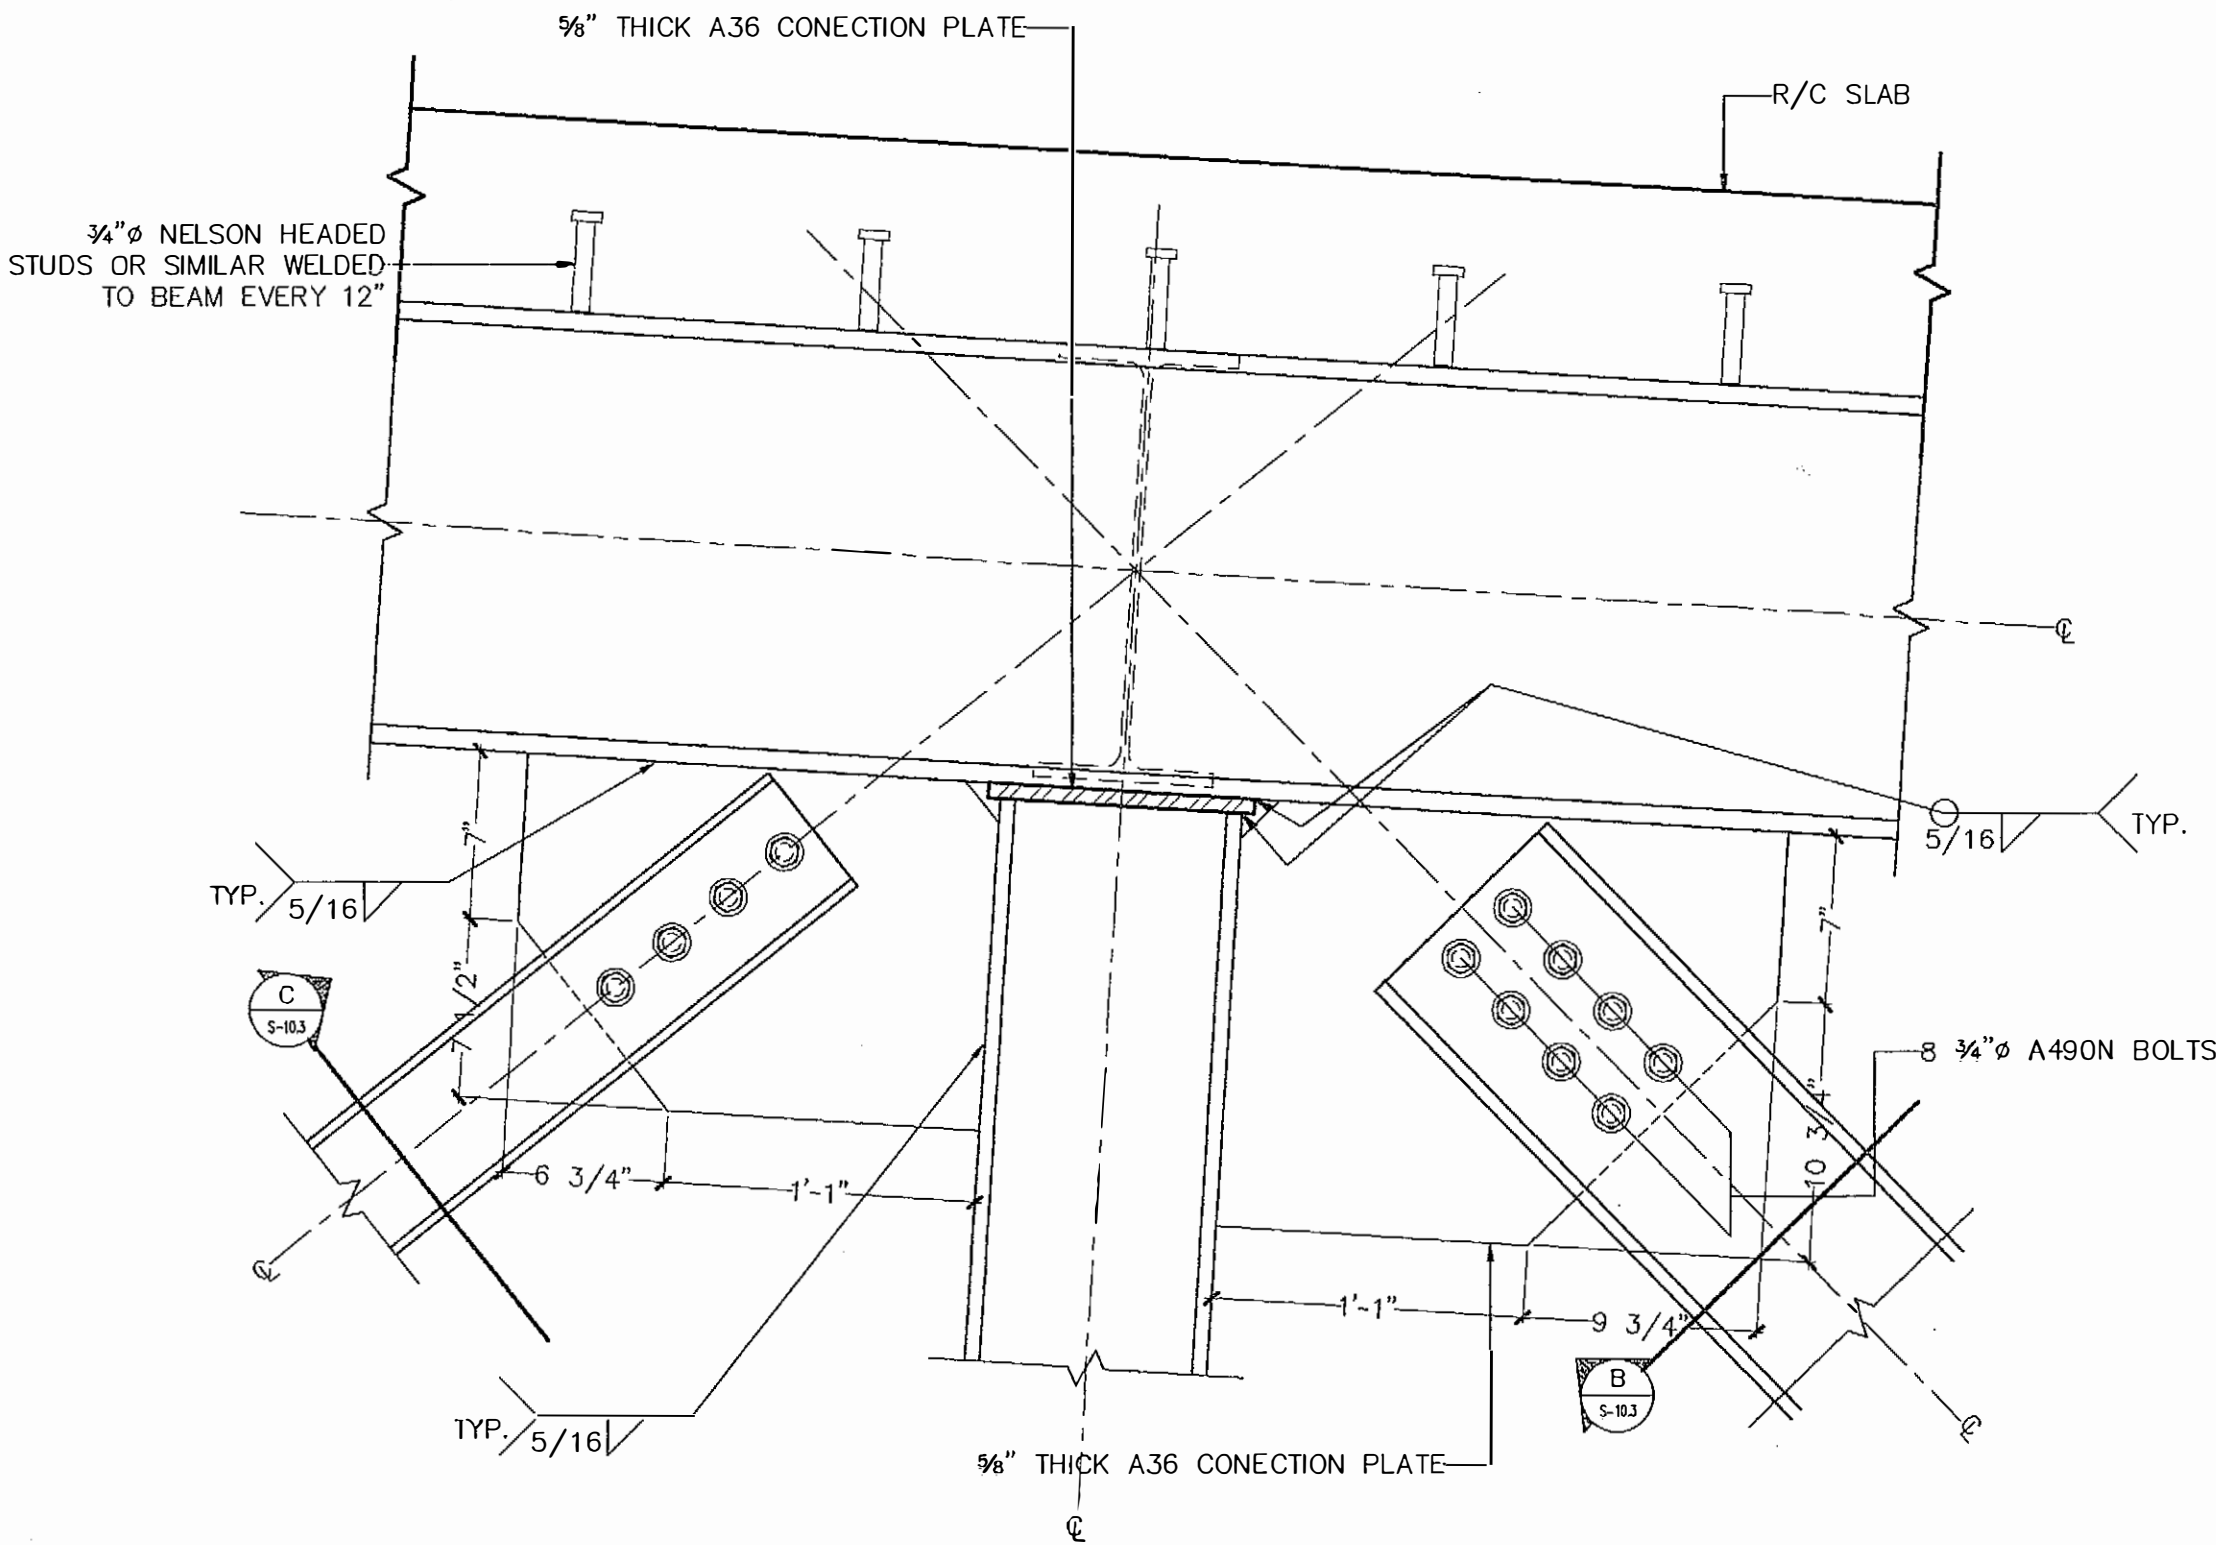 ⅝" THICK A36 CONECTION PLATE
R/C SLAB
¾"ø NELSON HEADED
STUDS OR SIMILAR WELDED
TO BEAM EVERY 12"
℄
7"
TYP.
5/16
5/16
TYP.
7"
7 1/2"
C
S-10.3
8 ¾"ø A490N BOLTS
10 3/4"
6 3/4"
1'-1"
℄
1'-1"
9 3/4"
B
S-10.3
TYP.
5/16
℄
⅝" THICK A36 CONECTION PLATE
℄